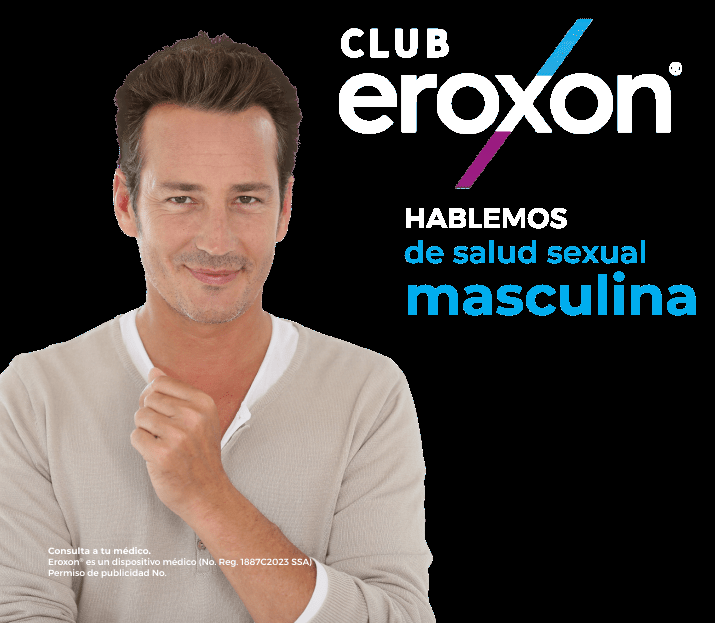 CLUB
eroxon®
HABLEMOS
de salud sexual
masculina
Consulta a tu médico.
Eroxon® es un dispositivo médico (No. Reg. 1887C2023 SSA)
Permiso de publicidad No.